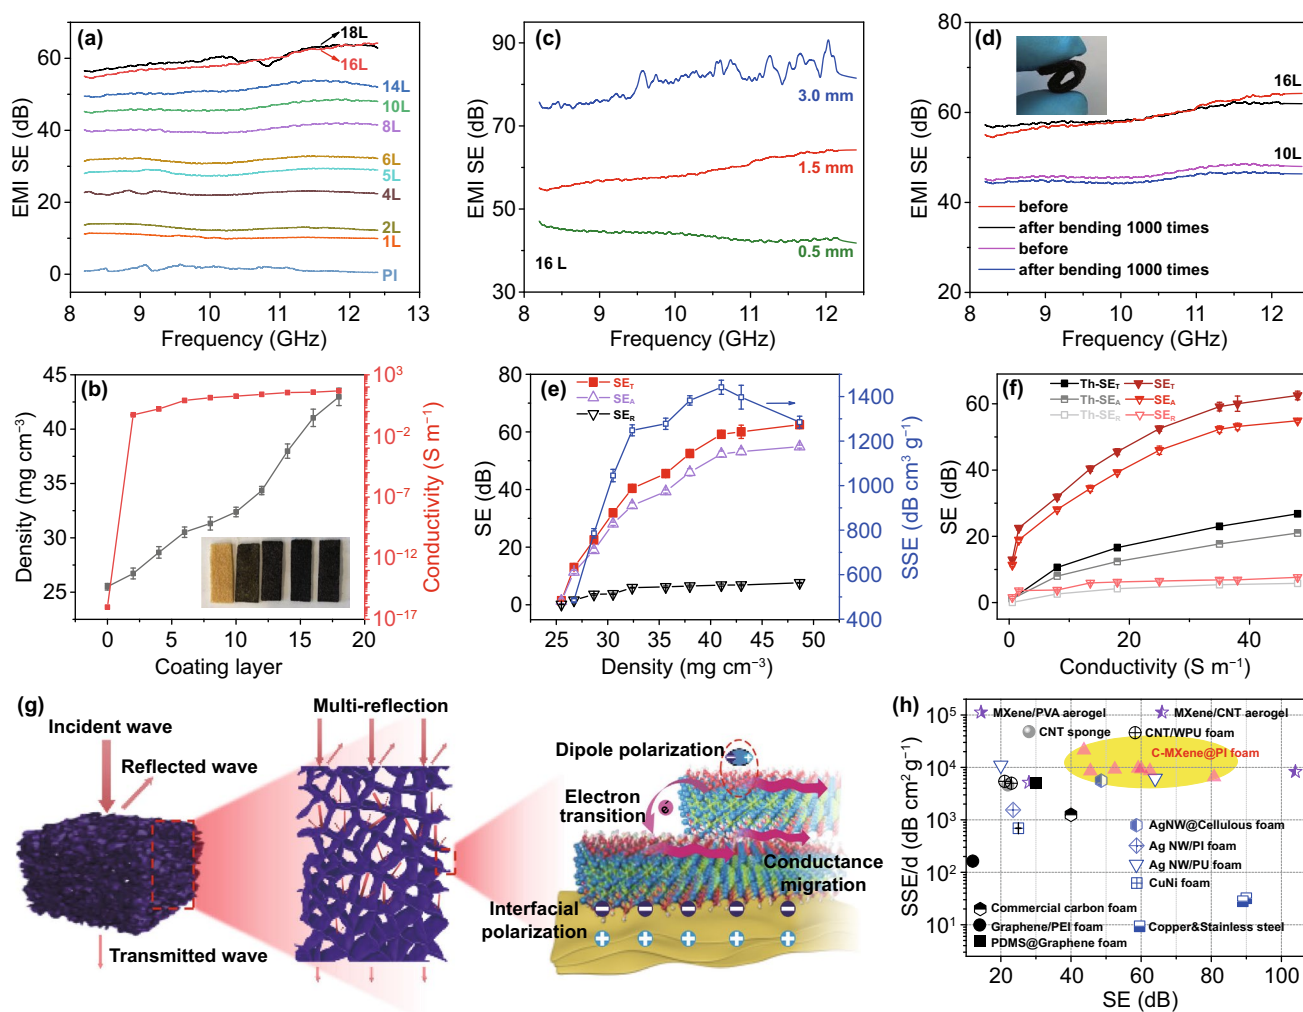 (a)
EMI SE (dB)
60
40
20
0
18L
16L
14L
10L
8L
6L
5L
4L
2L
1L
PI
8 9 10 11 12 13
Frequency (GHz)
(c)
EMI SE (dB)
90
70
50
30
3.0 mm
1.5 mm
0.5 mm
16 L
8 9 10 11 12
Frequency (GHz)
(d)
EMI SE (dB)
80
60
40
20
16L
10L
before
after bending 1000 times
before
after bending 1000 times
8 9 10 11 12
Frequency (GHz)
(b)
Density (mg cm⁻³)
45
40
35
30
25
10³
10⁻²
10⁻⁷
10⁻¹²
10⁻¹⁷
Conductivity (S m⁻¹)
0 5 10 15 20
Coating layer
(e)
SE (dB)
80
60
40
20
0
SE_T
SE_A
SE_R
1400
1200
1000
800
600
400
SSE (dB cm³ g⁻¹)
25 30 35 40 45 50
Density (mg cm⁻³)
(f)
SE (dB)
60
40
20
0
Th-SE_T SE_T
Th-SE_A SE_A
Th-SE_R SE_R
0 20 40
Conductivity (S m⁻¹)
(g)
Incident wave
Reflected wave
Transmitted wave
Multi-reflection
Dipole polarization
Electron
transition
e
Conductance
migration
Interfacial
polarization
− − − − −
+ + + + +
(h)
SSE/d (dB cm² g⁻¹)
10⁵
10⁴
10³
10²
10¹
MXene/PVA aerogel MXene/CNT aerogel
CNT sponge CNT/WPU foam
C-MXene@PI foam
AgNW@Cellulous foam
Ag NW/PI foam
Ag NW/PU foam
CuNi foam
Commercial carbon foam
Graphene/PEI foam Copper&Stainless steel
PDMS@Graphene foam
20 40 60 80 100
SE (dB)